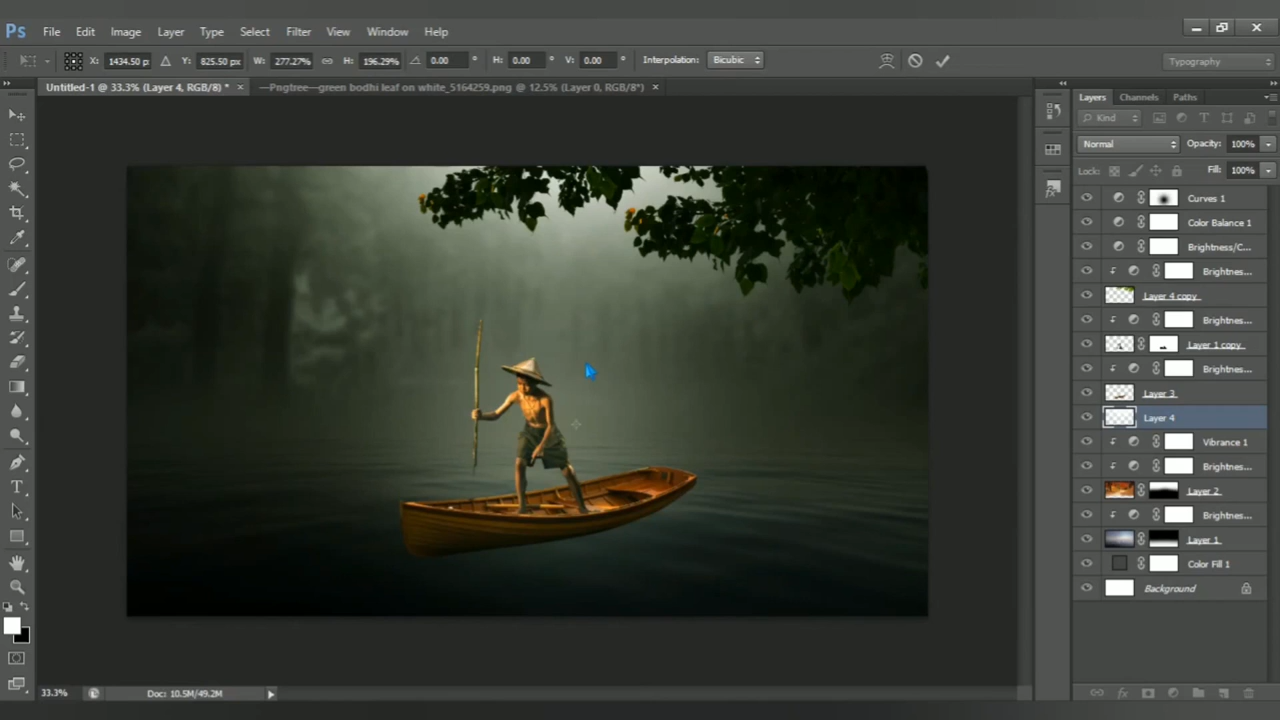 Ps File Edit Image Layer Type Select Filter View Window Help
X: 1434.50 p Y: 825.50 px W: 277.27% H: 196.29% 0.00 ° H: 0.00 ° V: 0.00 ° Interpolation: Bicubic Typography
Untitled-1 @ 33.3% (Layer 4, RGB/8) * × —Pngtree—green bodhi leaf on white_5164259.png @ 12.5% (Layer 0, RGB/8*) ×
Layers Channels Paths
Kind
Normal Opacity: 100%
Lock: Fill: 100%
Curves 1
Color Balance 1
Brightness/C...
Brightnes...
Layer 4 copy
Brightnes...
Layer 1 copy
Brightnes...
Layer 3
Layer 4
Vibrance 1
Brightnes...
Layer 2
Brightnes...
Layer 1
Color Fill 1
Background
33.3% Doc: 10.5M/49.2M